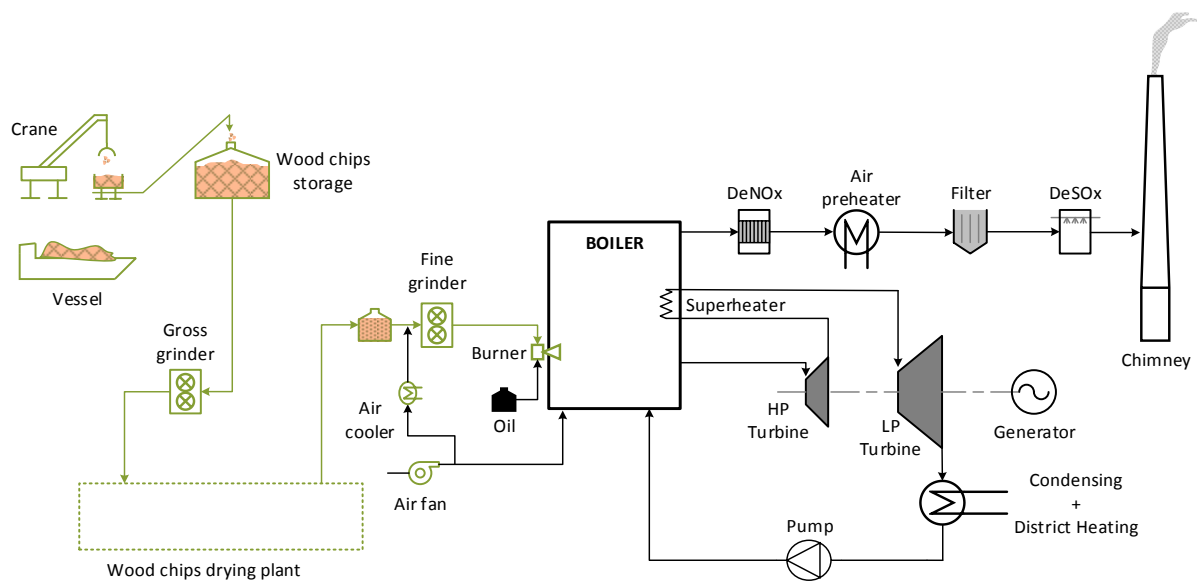 Crane
Wood chips
storage
Vessel
Gross
grinder
Wood chips drying plant
Fine
grinder
Burner
Air
cooler
Oil
Air fan
BOILER
Superheater
DeNOx
Air
preheater
Filter
DeSOx
Chimney
HP
Turbine
LP
Turbine
Generator
Condensing
+
District Heating
Pump